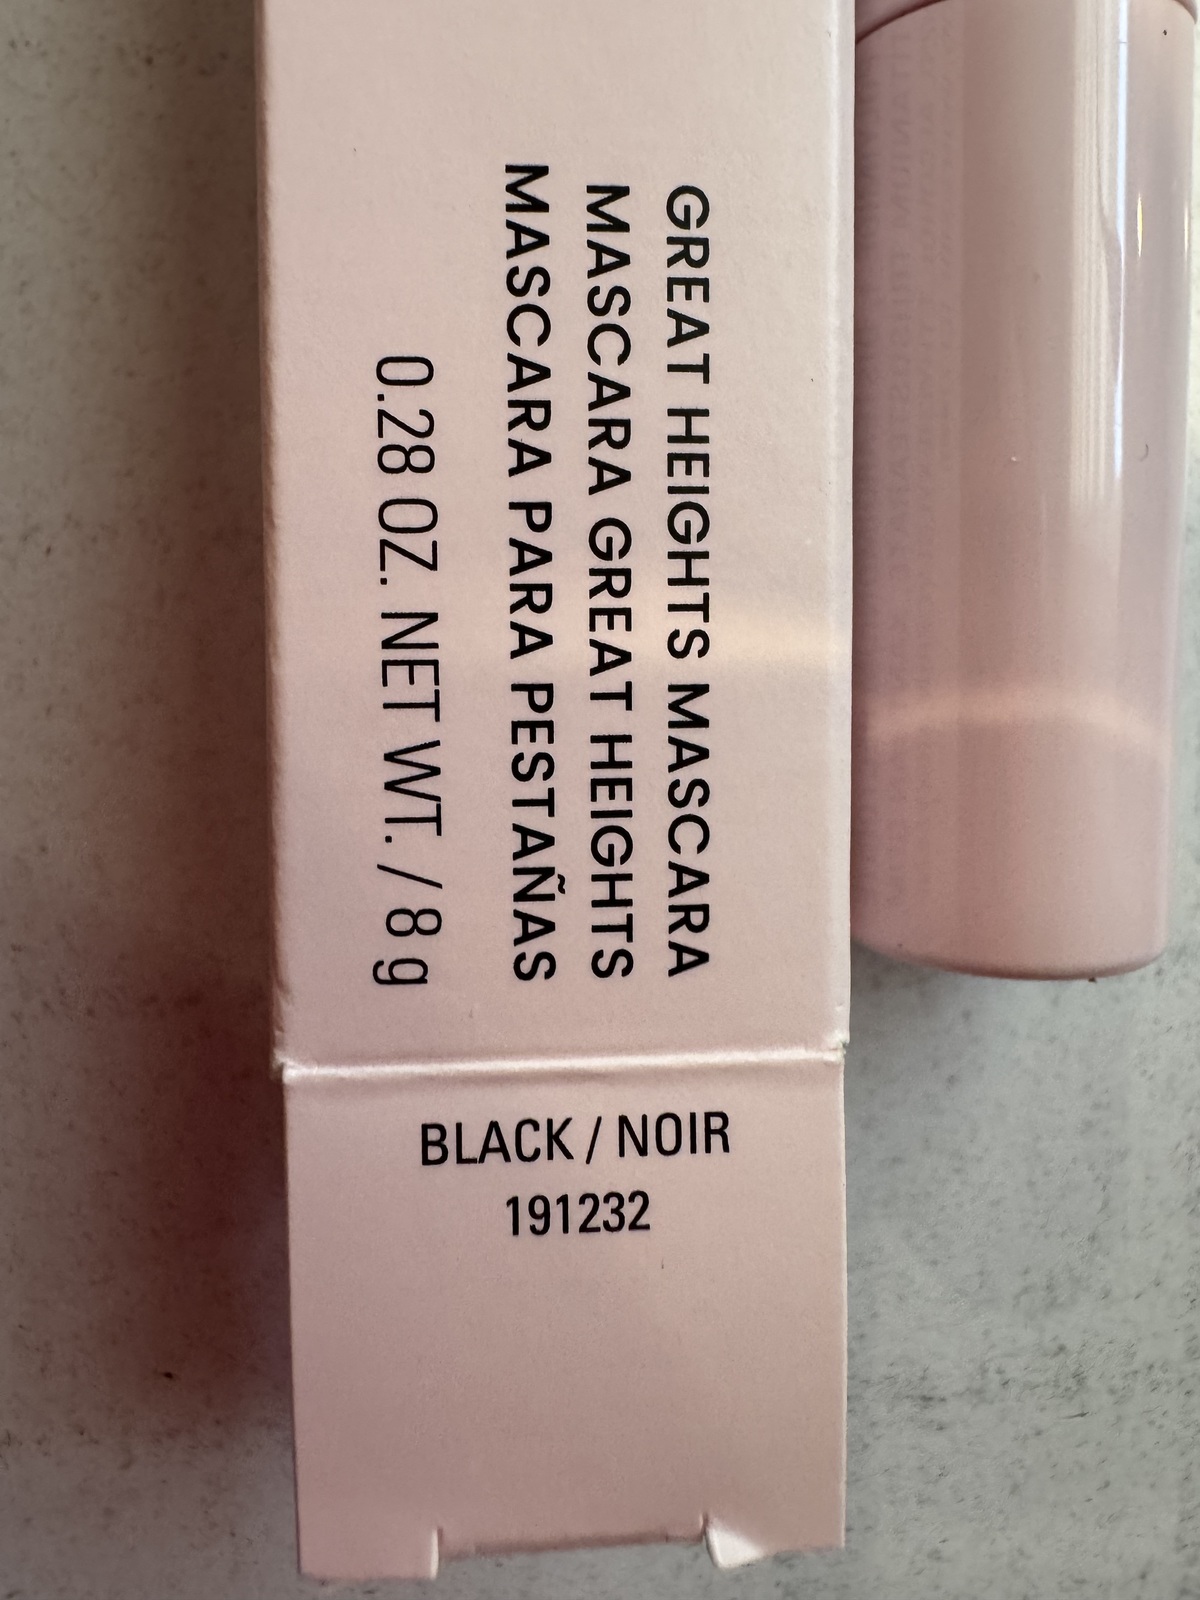 GREAT HEIGHTS MASCARA
MASCARA GREAT HEIGHTS
MASCARA PARA PESTAÑAS
0.28 OZ. NET WT. / 8 g
BLACK / NOIR
191232